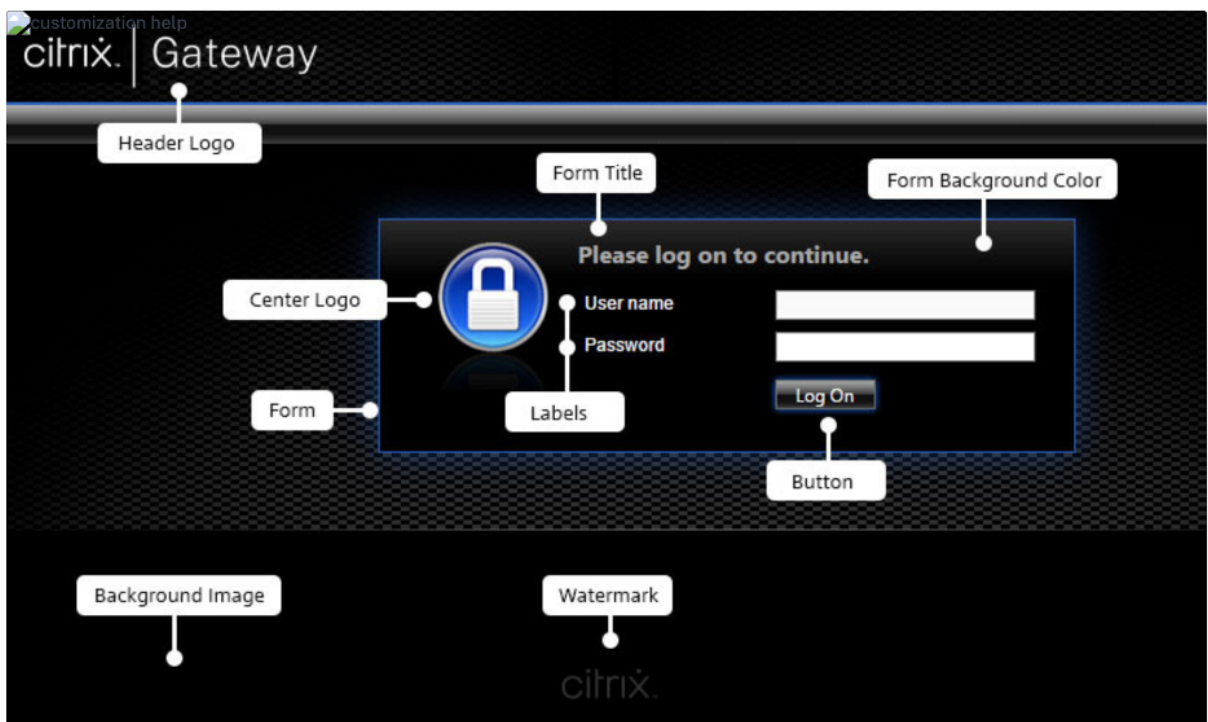 customization help
citrix. | Gateway
Header Logo
Form Title
Form Background Color
Please log on to continue.
Center Logo
User name
Password
Form
Labels
Log On
Button
Background Image
Watermark
citrix.